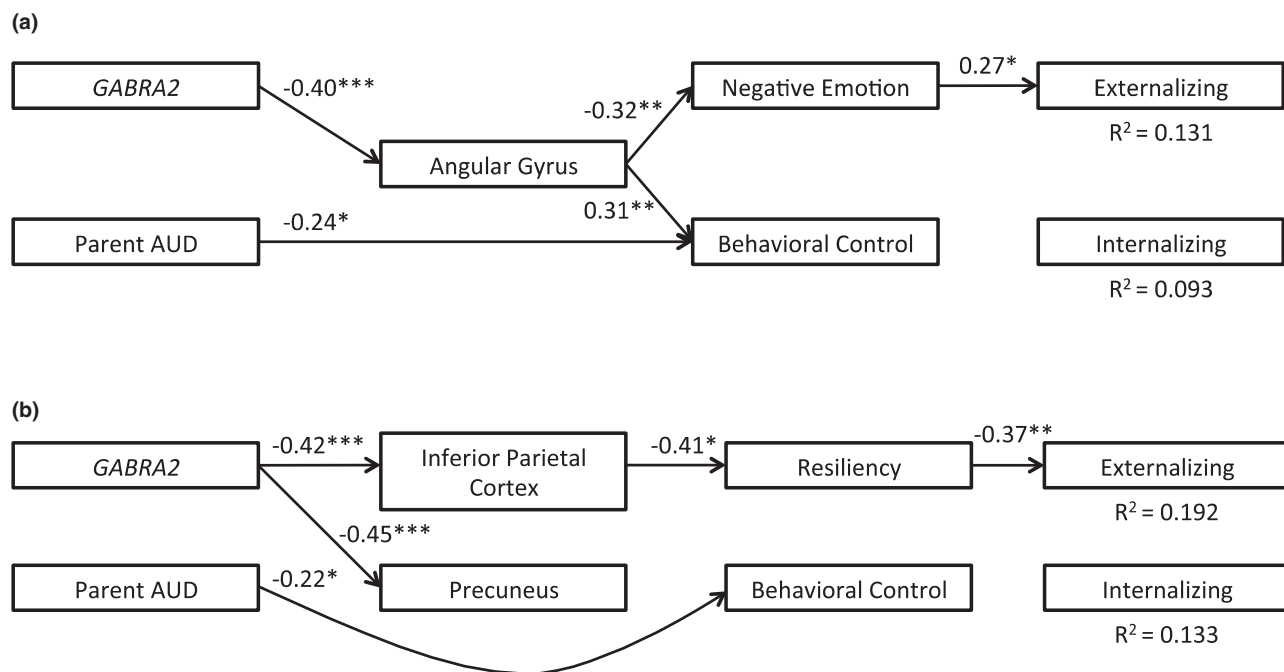 (a)
GABRA2
-0.40***
Negative Emotion
0.27*
Externalizing
-0.32**
R² = 0.131
Angular Gyrus
0.31**
Parent AUD
-0.24*
Behavioral Control
Internalizing
R² = 0.093
(b)
GABRA2
-0.42***
Inferior Parietal
Cortex
-0.41*
Resiliency
-0.37**
Externalizing
R² = 0.192
-0.45***
Parent AUD
-0.22*
Precuneus
Behavioral Control
Internalizing
R² = 0.133